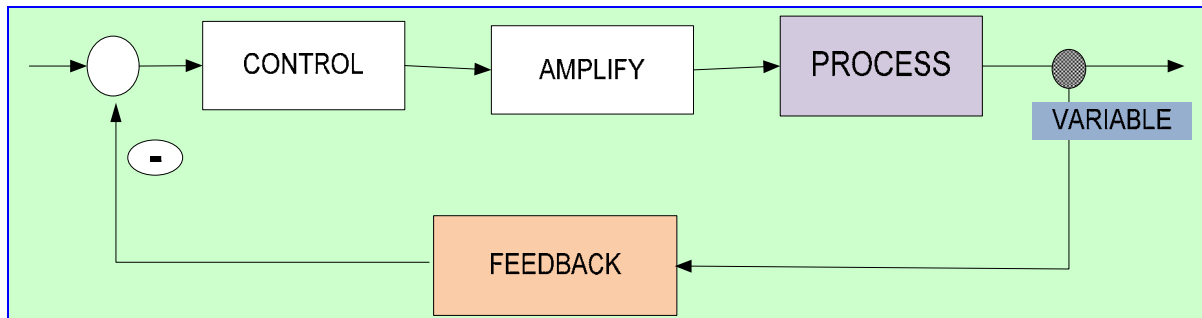 CONTROL
AMPLIFY
PROCESS
VARIABLE
-
FEEDBACK